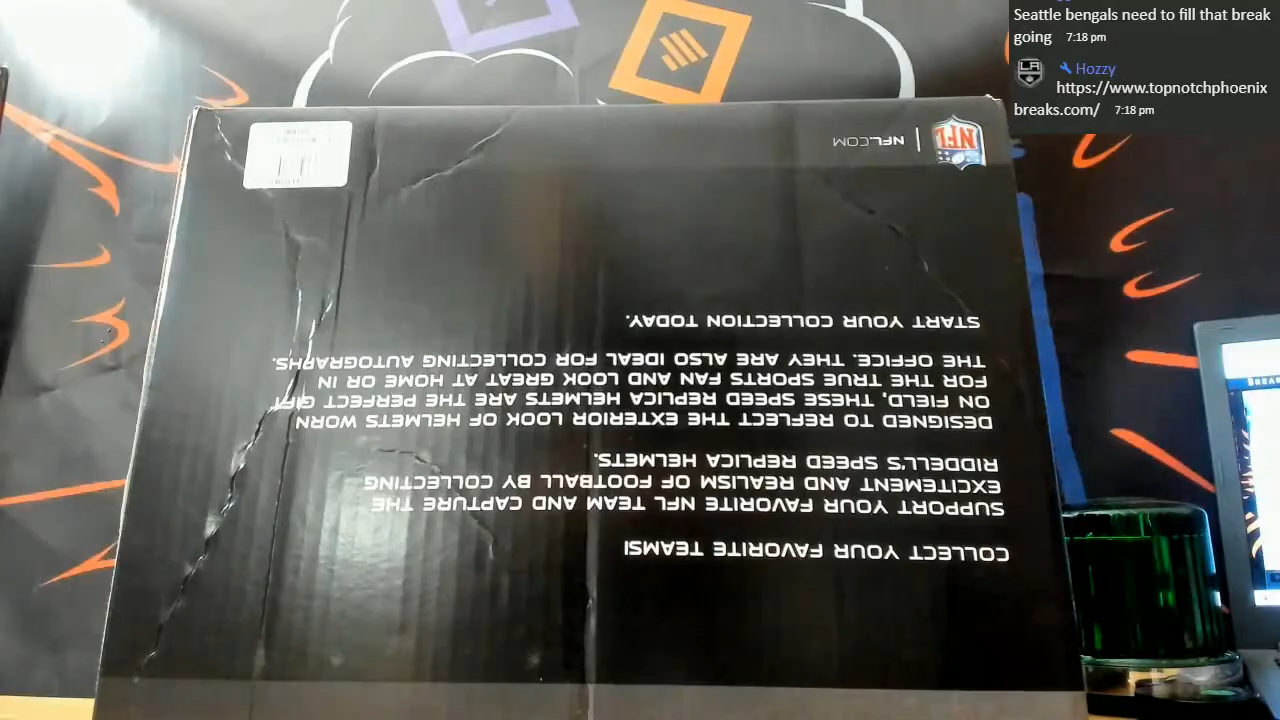 Seattle bengals need to fill that break
going 7:18 pm
Hozzy
https://www.topnotchphoenix
breaks.com/ 7:18 pm
COLLECT YOUR FAVORITE TEAMS!
SUPPORT YOUR FAVORITE NFL TEAM AND CAPTURE THE
EXCITEMENT AND REALISM OF FOOTBALL BY COLLECTING
RIDDELL'S SPEED REPLICA HELMETS.
DESIGNED TO REFLECT THE EXTERIOR LOOK OF HELMETS WORN
ON FIELD, THESE SPEED REPLICA HELMETS ARE THE PERFECT GIFT
FOR THE TRUE SPORTS FAN AND LOOK GREAT AT HOME OR IN
THE OFFICE. THEY ARE ALSO IDEAL FOR COLLECTING AUTOGRAPHS.
START YOUR COLLECTION TODAY.
NFL | NFL.COM
LA